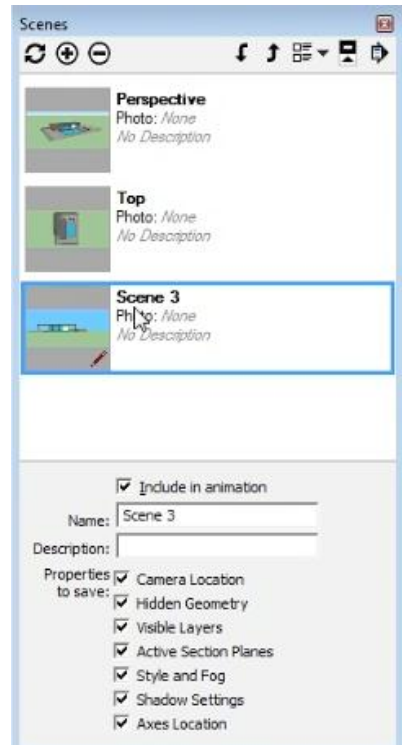 Scenes
Perspective
Photo: None
No Description
Top
Photo: None
No Description
Scene 3
Photo: None
No Description
Include in animation
Name: Scene 3
Description:
Properties to save:
Camera Location
Hidden Geometry
Visible Layers
Active Section Planes
Style and Fog
Shadow Settings
Axes Location